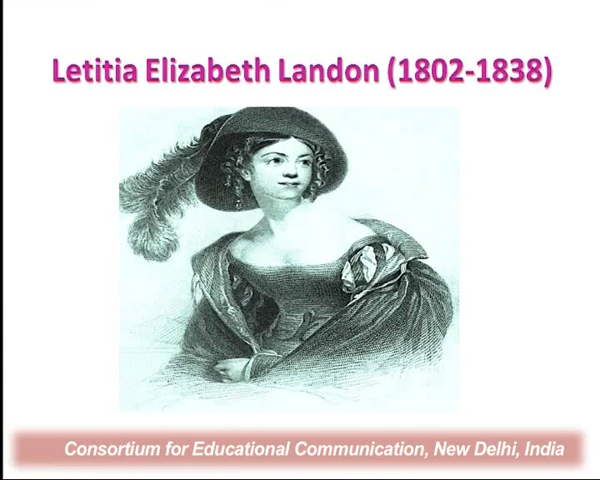 Letitia Elizabeth Landon (1802-1838)
Consortium for Educational Communication, New Delhi, India